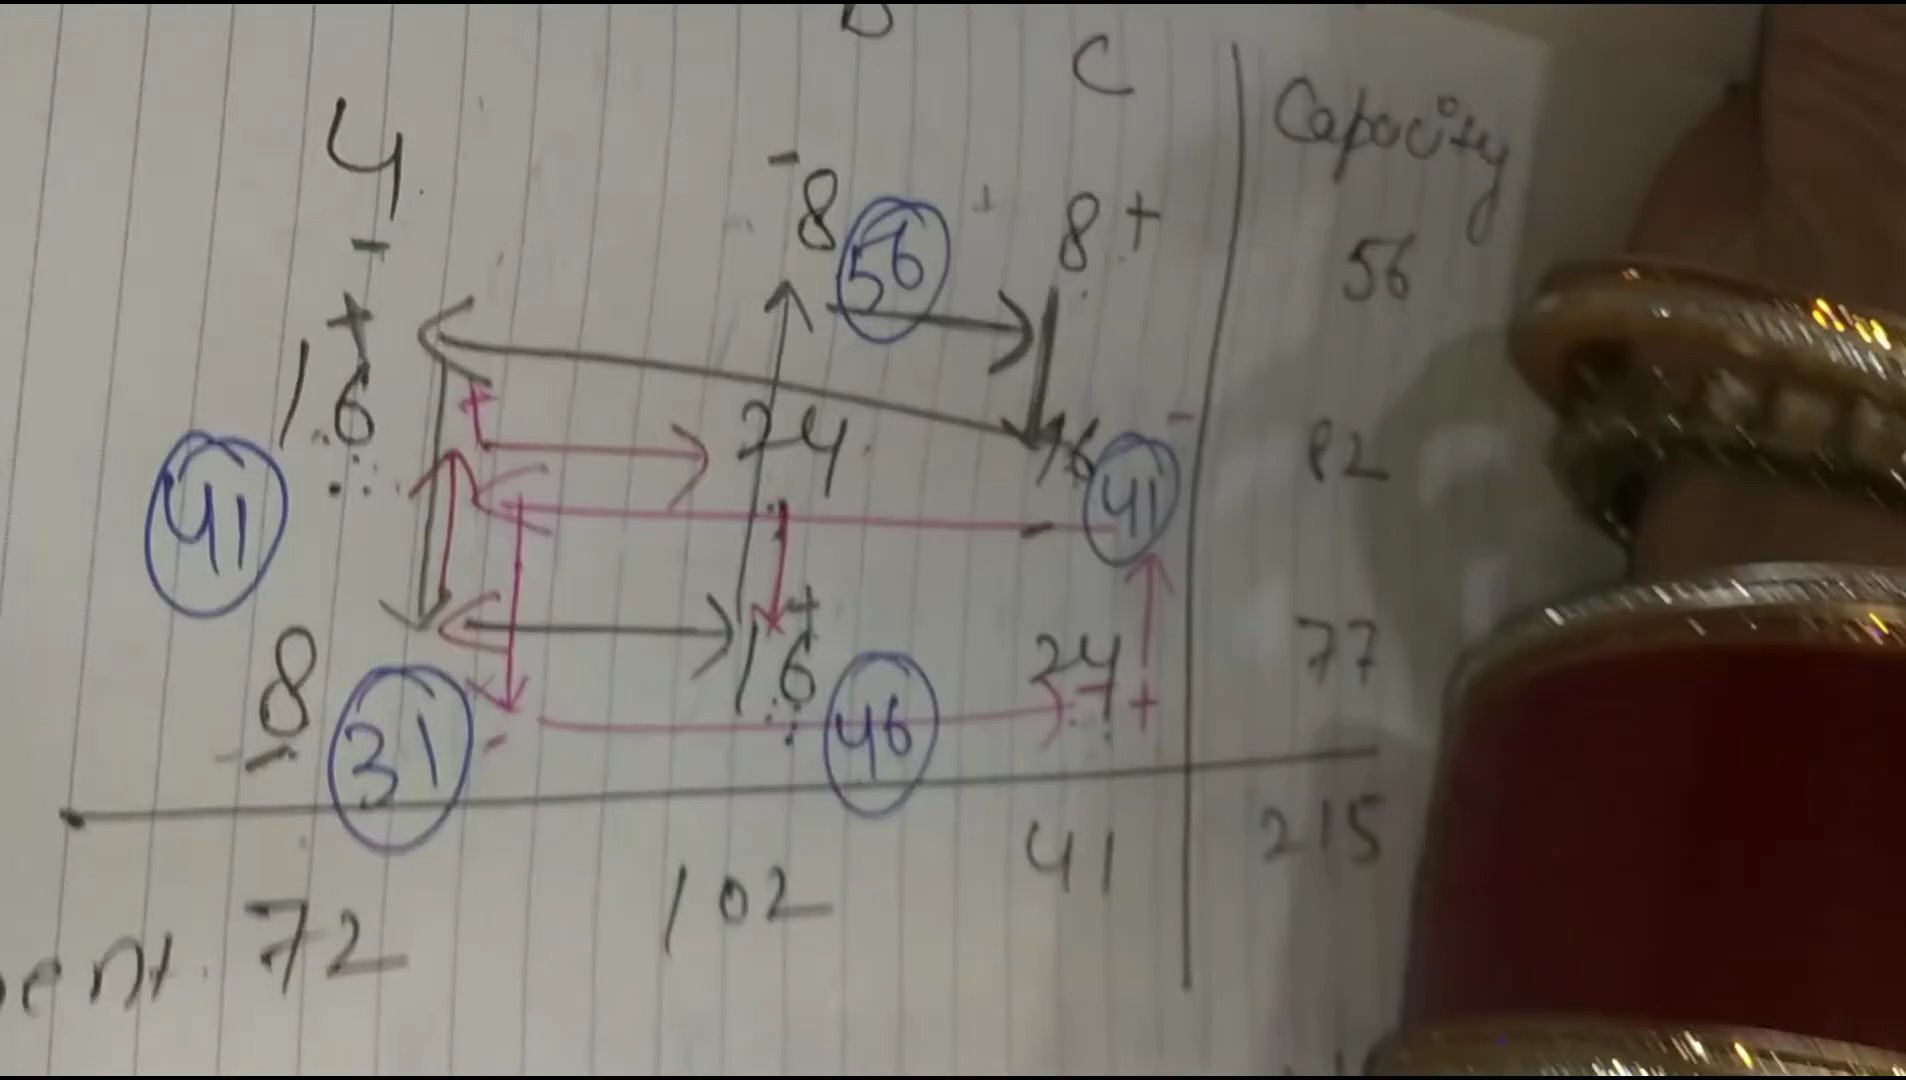 C Capacity
4 -8 56 + 8 + 56
16 41 24 16 41 82
8 31 16 46 24 77
72 102 41 215